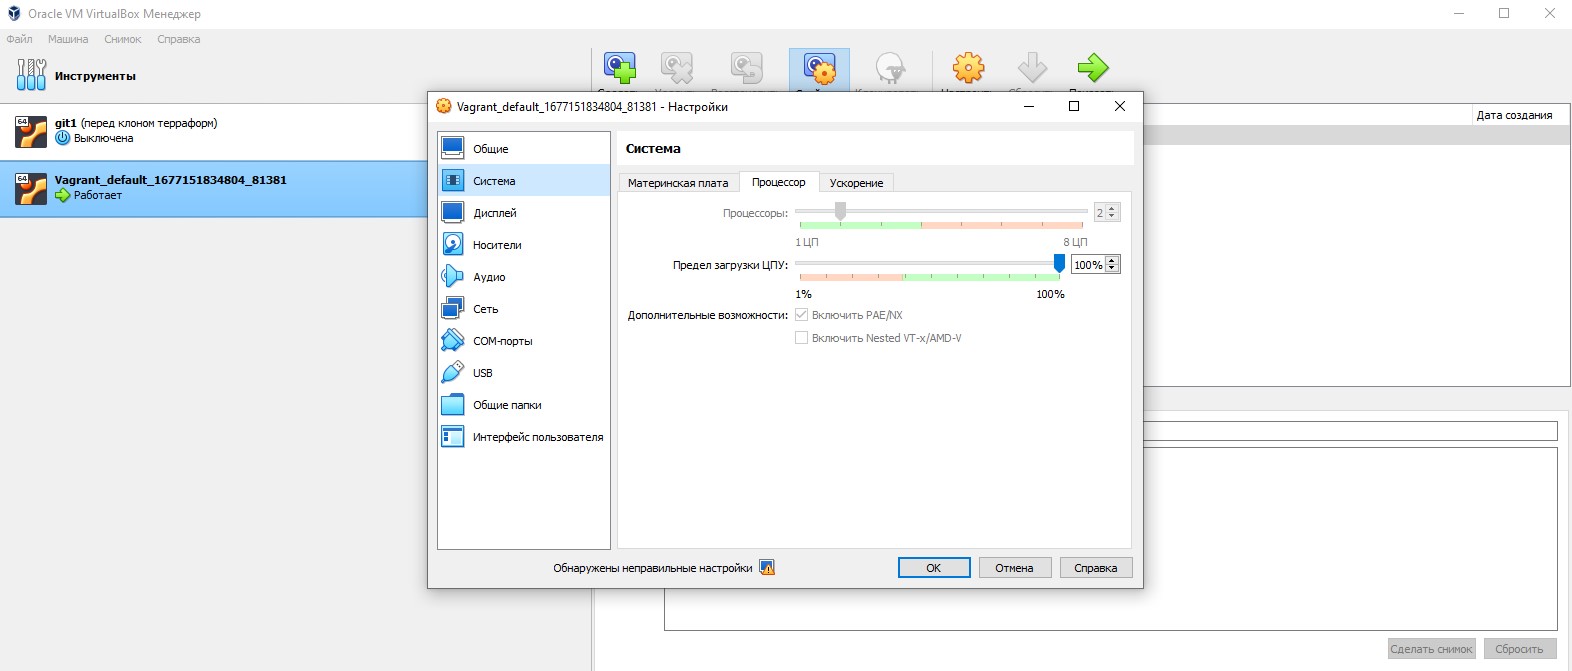 Oracle VM VirtualBox Менеджер
Файл Машина Снимок Справка
Инструменты
git1 (перед клоном терраформ)
Выключена
Vagrant_default_1677151834804_81381
Работает
Дата создания
Vagrant_default_1677151834804_81381 - Настройки
Общие
Система
Дисплей
Носители
Аудио
Сеть
COM-порты
USB
Общие папки
Интерфейс пользователя
Система
Материнская плата Процессор Ускорение
Процессоры: 2
1 ЦП 8 ЦП
Предел загрузки ЦПУ: 100%
1% 100%
Дополнительные возможности: Включить PAE/NX
Включить Nested VT-x/AMD-V
Обнаружены неправильные настройки
OK Отмена Справка
Сделать снимок Сбросить
64
64